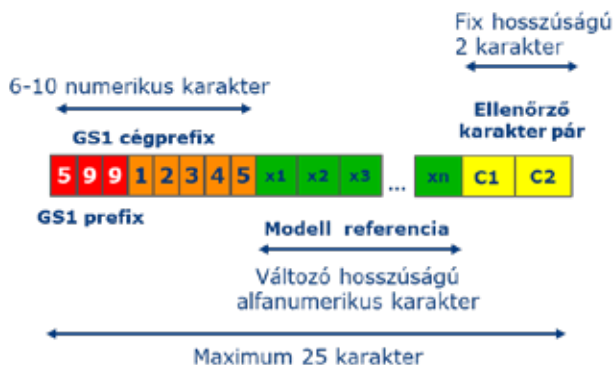 Fix hosszúságú
2 karakter
6-10 numerikus karakter
Ellenőrző
karakter pár
GS1 cégprefix
5 9 9 1 2 3 4 5 x1 x2 x3 ... xn C1 C2
GS1 prefix
Modell referencia
Változó hosszúságú
alfanumerikus karakter
Maximum 25 karakter